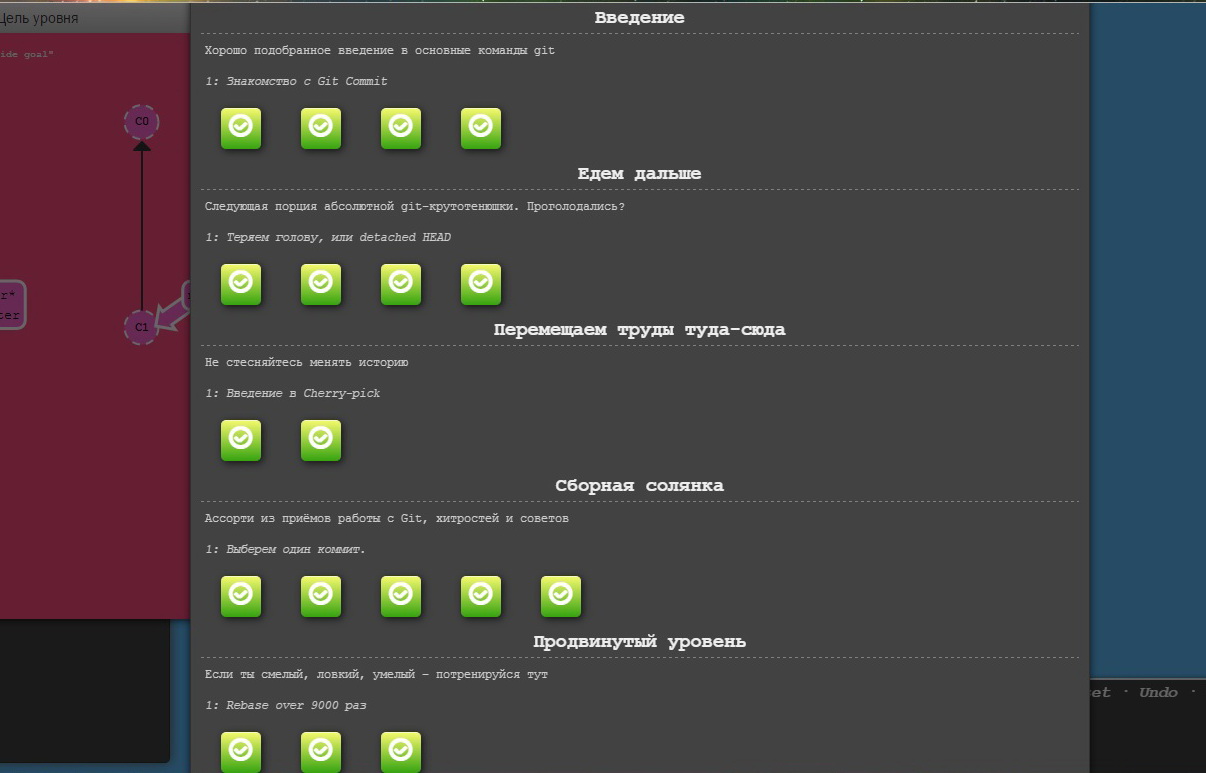 Цель уровня
Введение
Хорошо подобранное введение в основные команды git
ide goal"
1: Знакомство с Git Commit
C0
Едем дальше
Следующая порция абсолютной git-крутотенюшки. Проголодались?
1: Теряем голову, или detached HEAD
C1
Перемещаем труды туда-сюда
Не стесняйтесь менять историю
1: Введение в Cherry-pick
Сборная солянка
Ассорти из приёмов работы с Git, хитростей и советов
1: Выберем один коммит.
Продвинутый уровень
Если ты смелый, ловкий, умелый - потренируйся тут
Undo ·
1: Rebase over 9000 раз